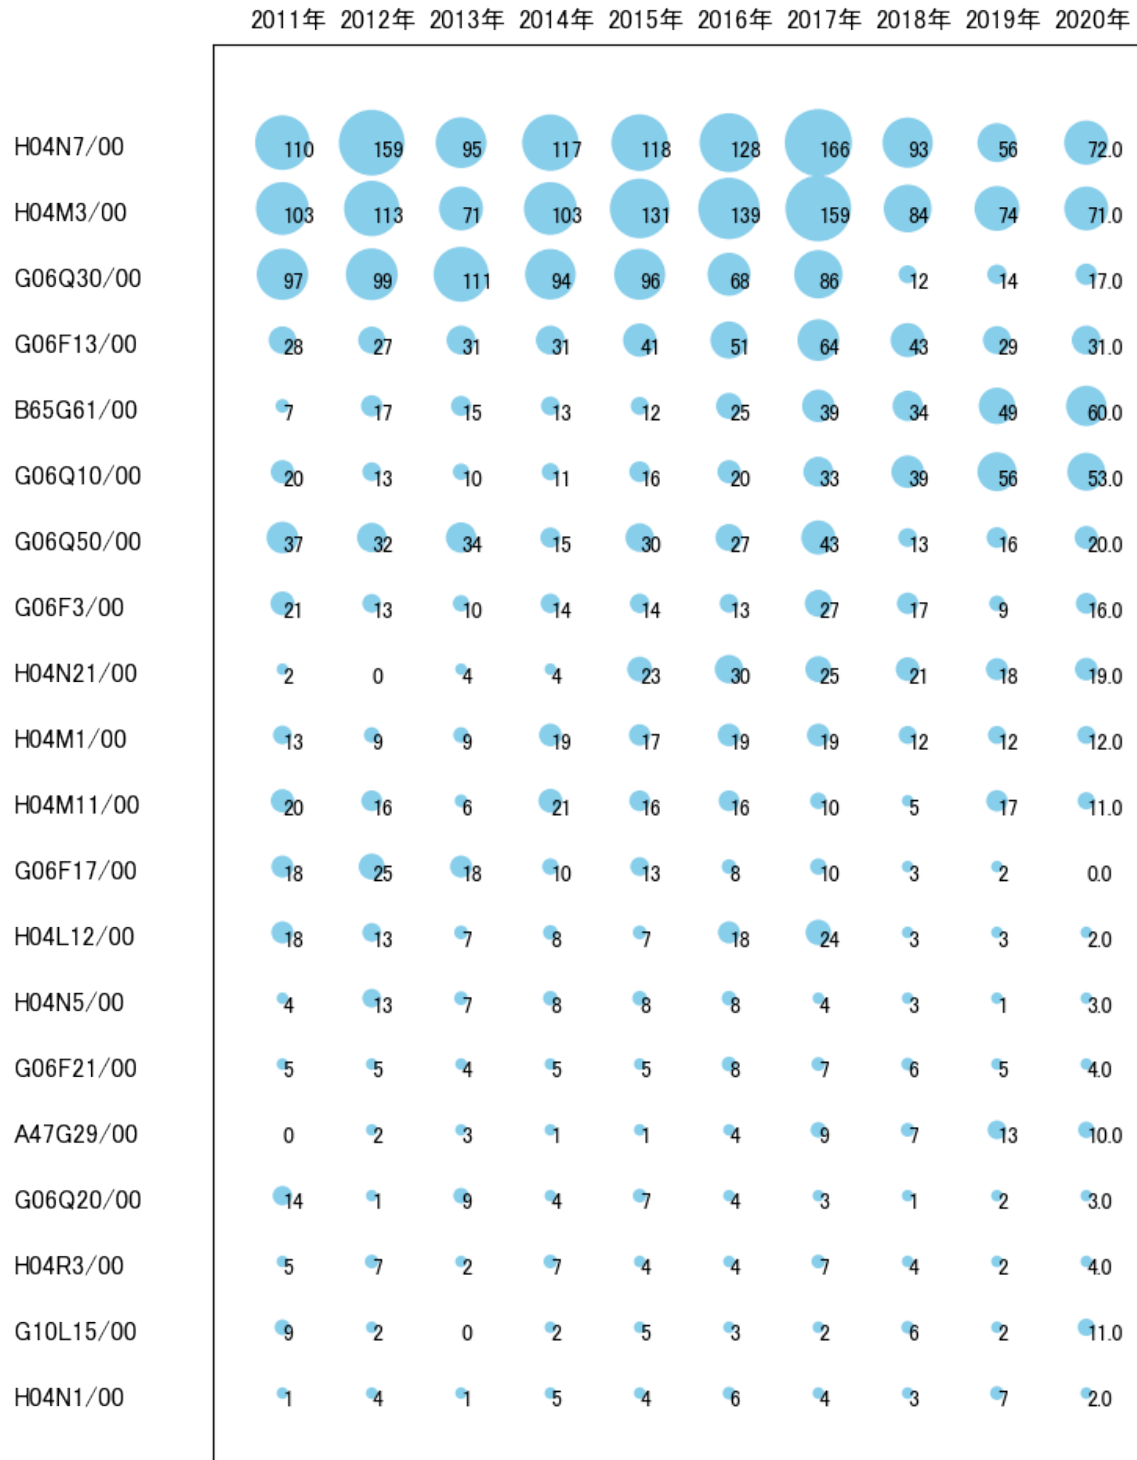 2011年 2012年 2013年 2014年 2015年 2016年 2017年 2018年 2019年 2020年
H04N7/00 110 159 95 117 118 128 166 93 56 72.0
H04M3/00 103 113 71 103 131 139 159 84 74 71.0
G06Q30/00 97 99 111 94 96 68 86 12 14 17.0
G06F13/00 28 27 31 31 41 51 64 43 29 31.0
B65G61/00 7 17 15 13 12 25 39 34 49 60.0
G06Q10/00 20 13 10 11 16 20 33 39 56 53.0
G06Q50/00 37 32 34 15 30 27 43 13 16 20.0
G06F3/00 21 13 10 14 14 13 27 17 9 16.0
H04N21/00 2 0 4 4 23 30 25 21 18 19.0
H04M1/00 13 9 9 19 17 19 19 12 12 12.0
H04M11/00 20 16 6 21 16 16 10 5 17 11.0
G06F17/00 18 25 18 10 13 8 10 3 2 0.0
H04L12/00 18 13 7 8 7 18 24 3 3 2.0
H04N5/00 4 13 7 8 8 8 4 3 1 3.0
G06F21/00 5 5 4 5 5 8 7 6 5 4.0
A47G29/00 0 2 3 1 1 4 9 7 13 10.0
G06Q20/00 14 1 9 4 7 4 3 1 2 3.0
H04R3/00 5 7 2 7 4 4 7 4 2 4.0
G10L15/00 9 2 0 2 5 3 2 6 2 11.0
H04N1/00 1 4 1 5 4 6 4 3 7 2.0